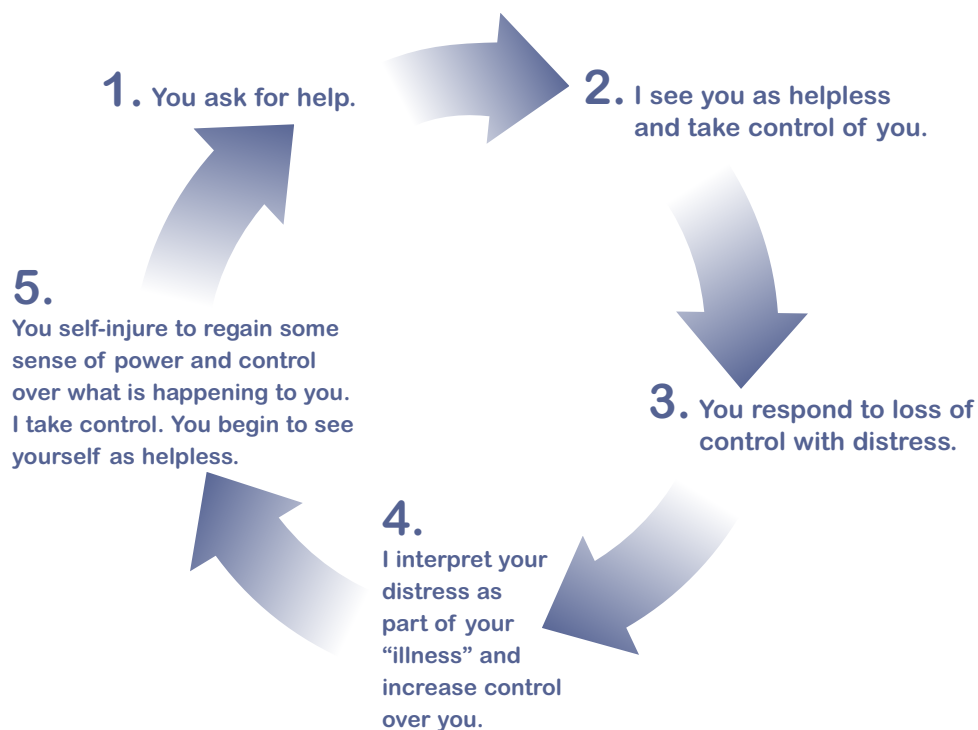 1. You ask for help.
2. I see you as helpless
and take control of you.
3. You respond to loss of
control with distress.
4.
I interpret your
distress as
part of your
“illness” and
increase control
over you.
5.
You self-injure to regain some
sense of power and control
over what is happening to you.
I take control. You begin to see
yourself as helpless.